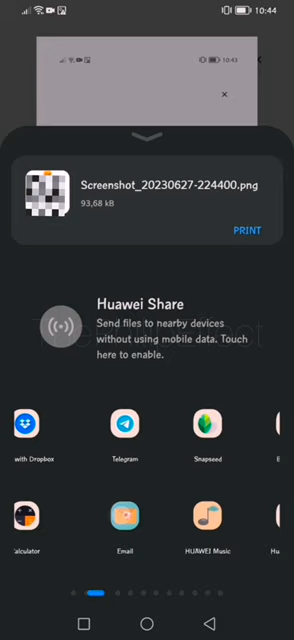 10:44
10:43
Screenshot_20230627-224400.png
93,68 kB
PRINT
Huawei Share
Send files to nearby devices
without using mobile data. Touch
here to enable.
with Dropbox
Telegram
Snapseed
alculator
Email
HUAWEI Music